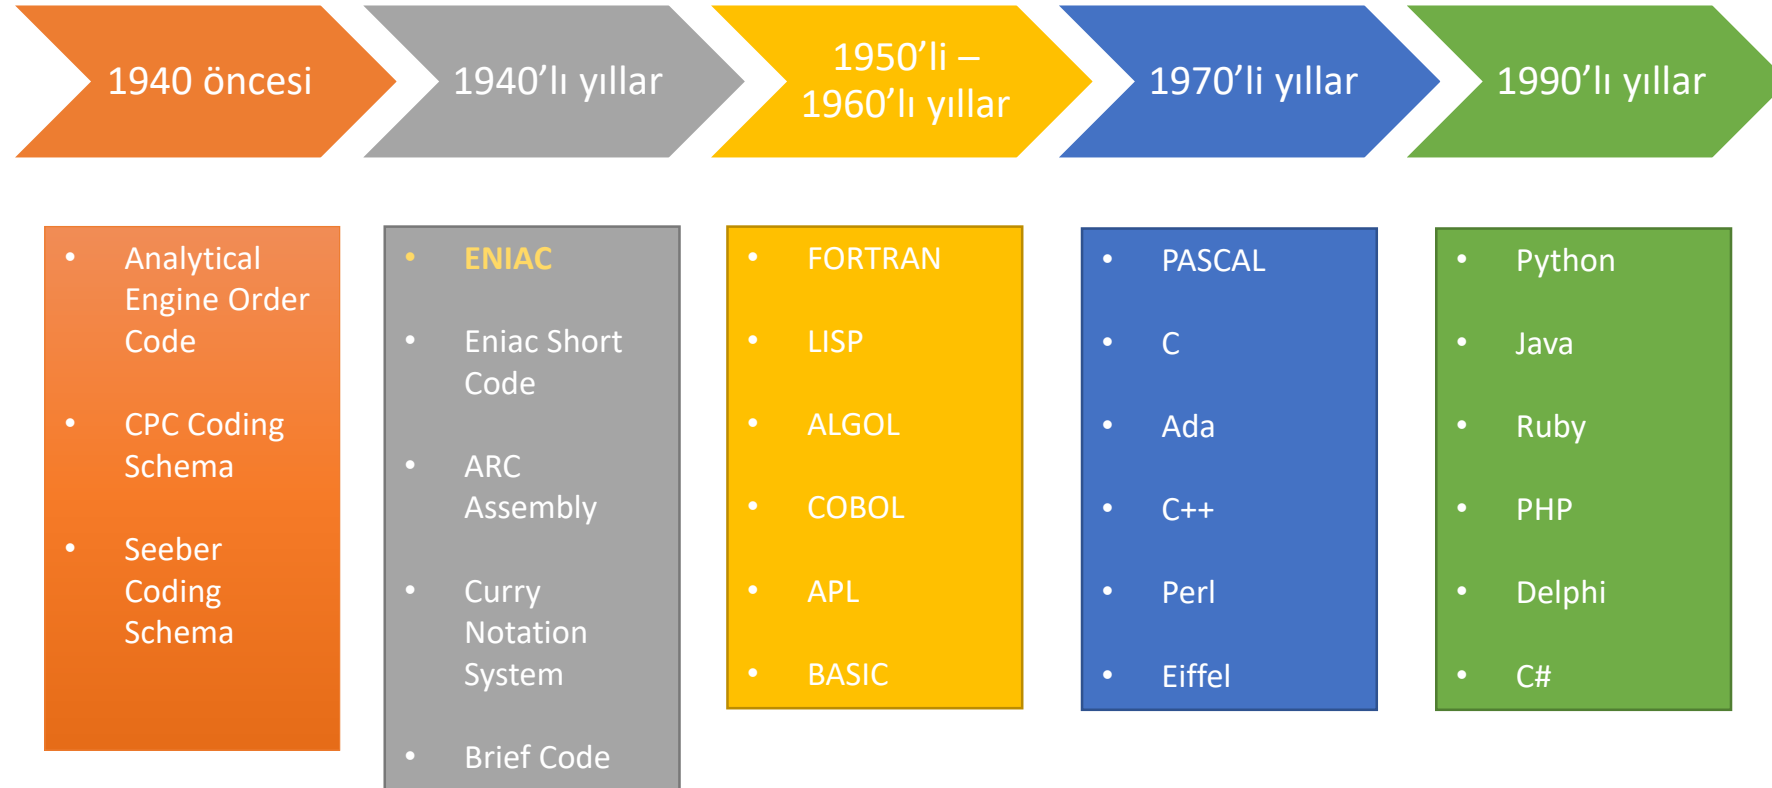 1940 öncesi
1940’lı yıllar
1950’li –
1960’lı yıllar
1970’li yıllar
1990’lı yıllar
• Analytical
Engine Order
Code
• CPC Coding
Schema
• Seeber
Coding
Schema
• ENIAC
• Eniac Short
Code
• ARC
Assembly
• Curry
Notation
System
• Brief Code
• FORTRAN
• LISP
• ALGOL
• COBOL
• APL
• BASIC
• PASCAL
• C
• Ada
• C++
• Perl
• Eiffel
• Python
• Java
• Ruby
• PHP
• Delphi
• C#